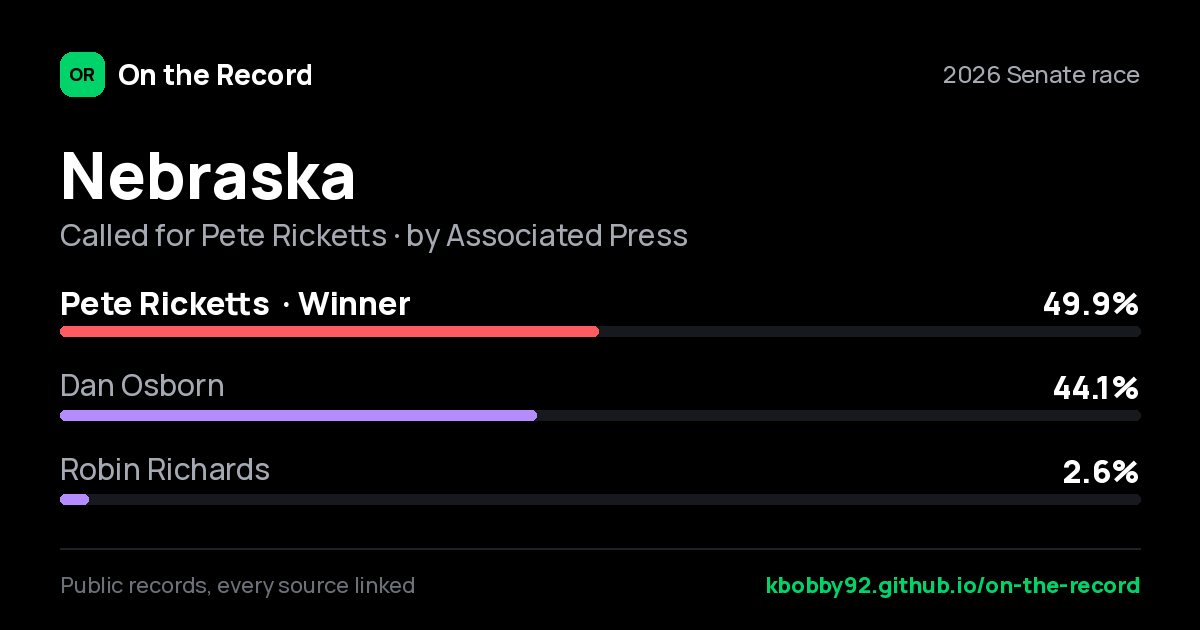 OR On the Record
2026 Senate race
Nebraska
Called for Pete Ricketts · by Associated Press
Pete Ricketts · Winner 49.9%
Dan Osborn 44.1%
Robin Richards 2.6%
Public records, every source linked
kbobby92.github.io/on-the-record